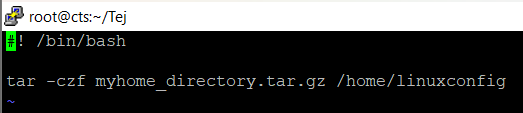 root@cts:~/Tej
#! /bin/bash
tar -czf myhome_directory.tar.gz /home/linuxconfig
~